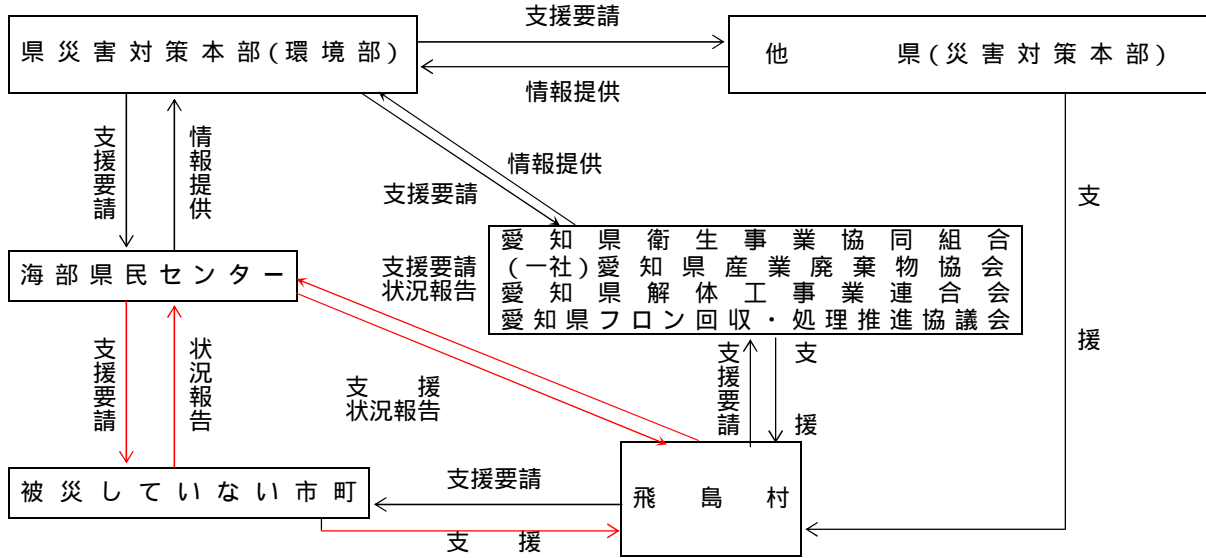 支援要請
県災害対策本部(環境部)
他 県(災害対策本部)
情報提供
支援要請
情報提供
情報提供
支援要請
支 援
愛知県衛生事業協同組合
(一社)愛知県産業廃棄物協会
愛知県解体工事業連合会
愛知県フロン回収・処理推進協議会
海部県民センター
支援要請
状況報告
支援要請
状況報告
支 援
状況報告
支援要請
支 援
被災していない市町
支援要請
飛島村
支 援